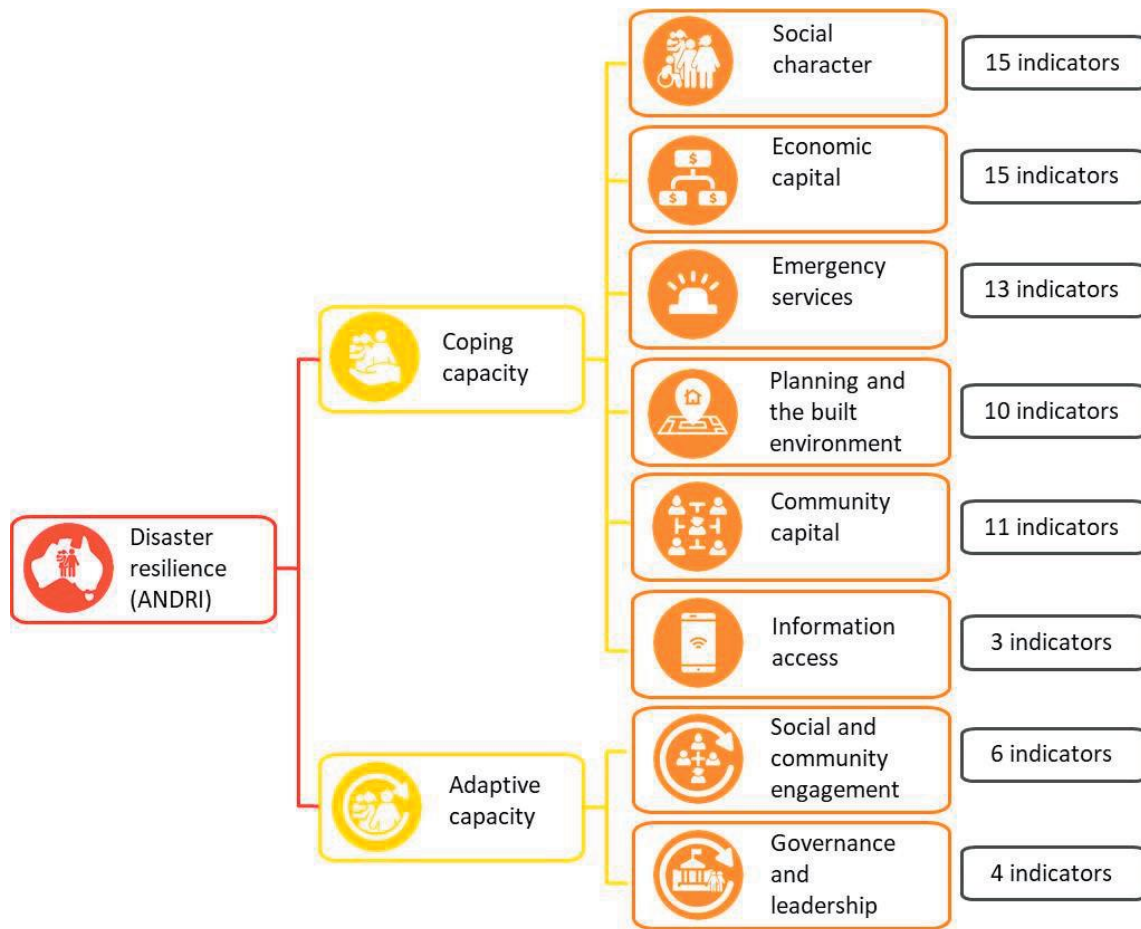 Social
character
15 indicators
Economic
capital
15 indicators
Emergency
services
13 indicators
Coping
capacity
Planning and
the built
environment
10 indicators
Community
capital
11 indicators
Disaster
resilience
(ANDRI)
Information
access
3 indicators
Social and
community
engagement
6 indicators
Adaptive
capacity
Governance
and
leadership
4 indicators